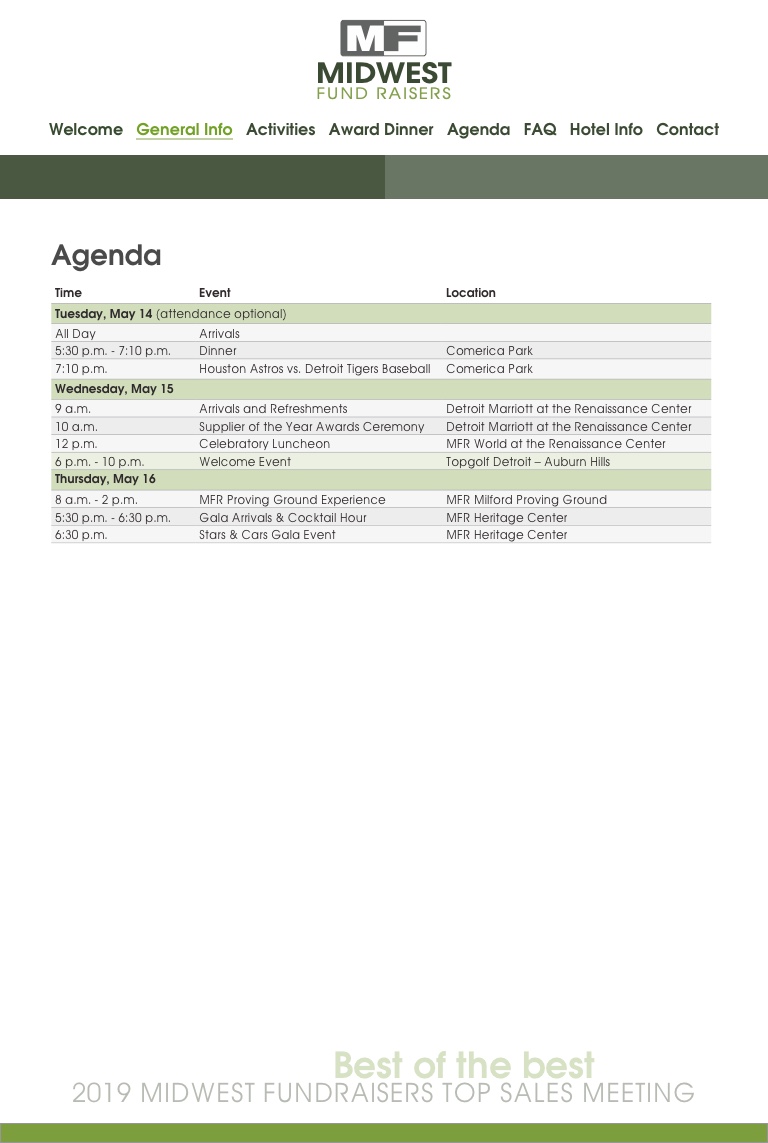 MF
MIDWEST
FUND RAISERS
Welcome General Info Activities Award Dinner Agenda FAQ Hotel Info Contact
Agenda
Time Event Location
Tuesday, May 14 (attendance optional)
All Day Arrivals
5:30 p.m. - 7:10 p.m. Dinner Comerica Park
7:10 p.m. Houston Astros vs. Detroit Tigers Baseball Comerica Park
Wednesday, May 15
9 a.m. Arrivals and Refreshments Detroit Marriott at the Renaissance Center
10 a.m. Supplier of the Year Awards Ceremony Detroit Marriott at the Renaissance Center
12 p.m. Celebratory Luncheon MFR World at the Renaissance Center
6 p.m. - 10 p.m. Welcome Event Topgolf Detroit – Auburn Hills
Thursday, May 16
8 a.m. - 2 p.m. MFR Proving Ground Experience MFR Milford Proving Ground
5:30 p.m. - 6:30 p.m. Gala Arrivals & Cocktail Hour MFR Heritage Center
6:30 p.m. Stars & Cars Gala Event MFR Heritage Center
Best of the best
2019 MIDWEST FUNDRAISERS TOP SALES MEETING